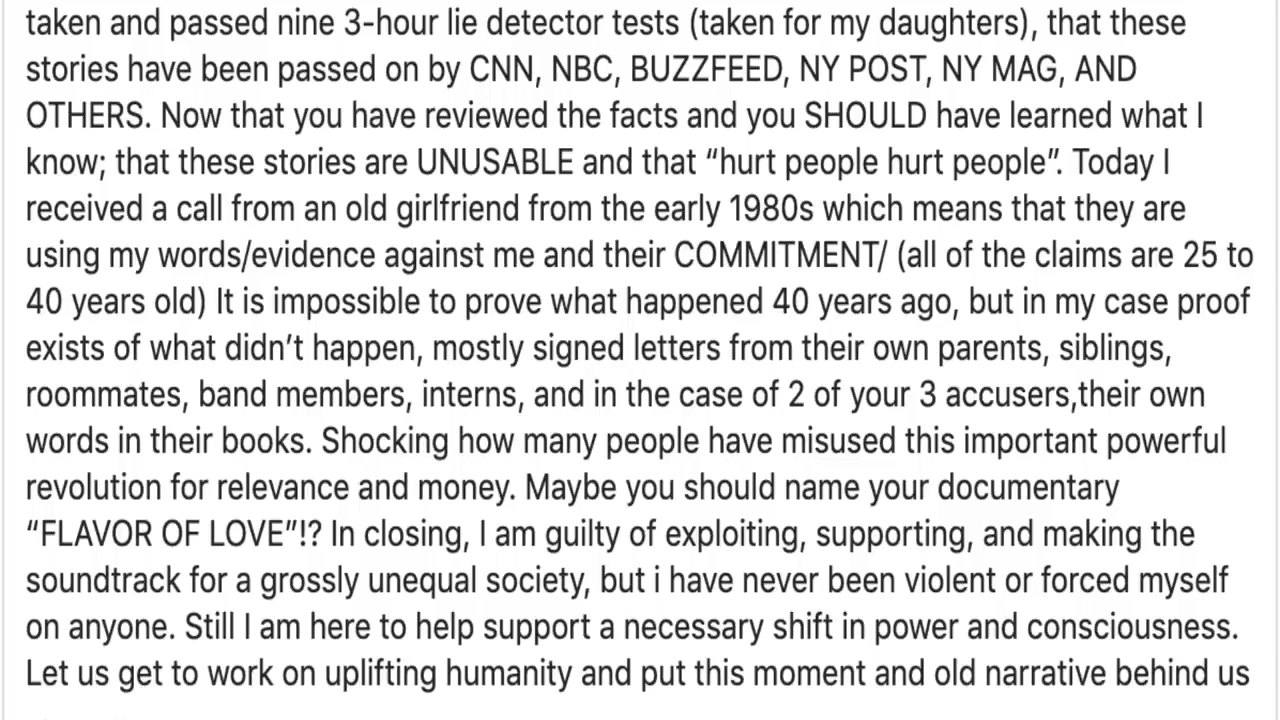 taken and passed nine 3-hour lie detector tests (taken for my daughters), that these
stories have been passed on by CNN, NBC, BUZZFEED, NY POST, NY MAG, AND
OTHERS. Now that you have reviewed the facts and you SHOULD have learned what I
know; that these stories are UNUSABLE and that “hurt people hurt people”. Today I
received a call from an old girlfriend from the early 1980s which means that they are
using my words/evidence against me and their COMMITMENT/ (all of the claims are 25 to
40 years old) It is impossible to prove what happened 40 years ago, but in my case proof
exists of what didn’t happen, mostly signed letters from their own parents, siblings,
roommates, band members, interns, and in the case of 2 of your 3 accusers,their own
words in their books. Shocking how many people have misused this important powerful
revolution for relevance and money. Maybe you should name your documentary
“FLAVOR OF LOVE”!? In closing, I am guilty of exploiting, supporting, and making the
soundtrack for a grossly unequal society, but i have never been violent or forced myself
on anyone. Still I am here to help support a necessary shift in power and consciousness.
Let us get to work on uplifting humanity and put this moment and old narrative behind us